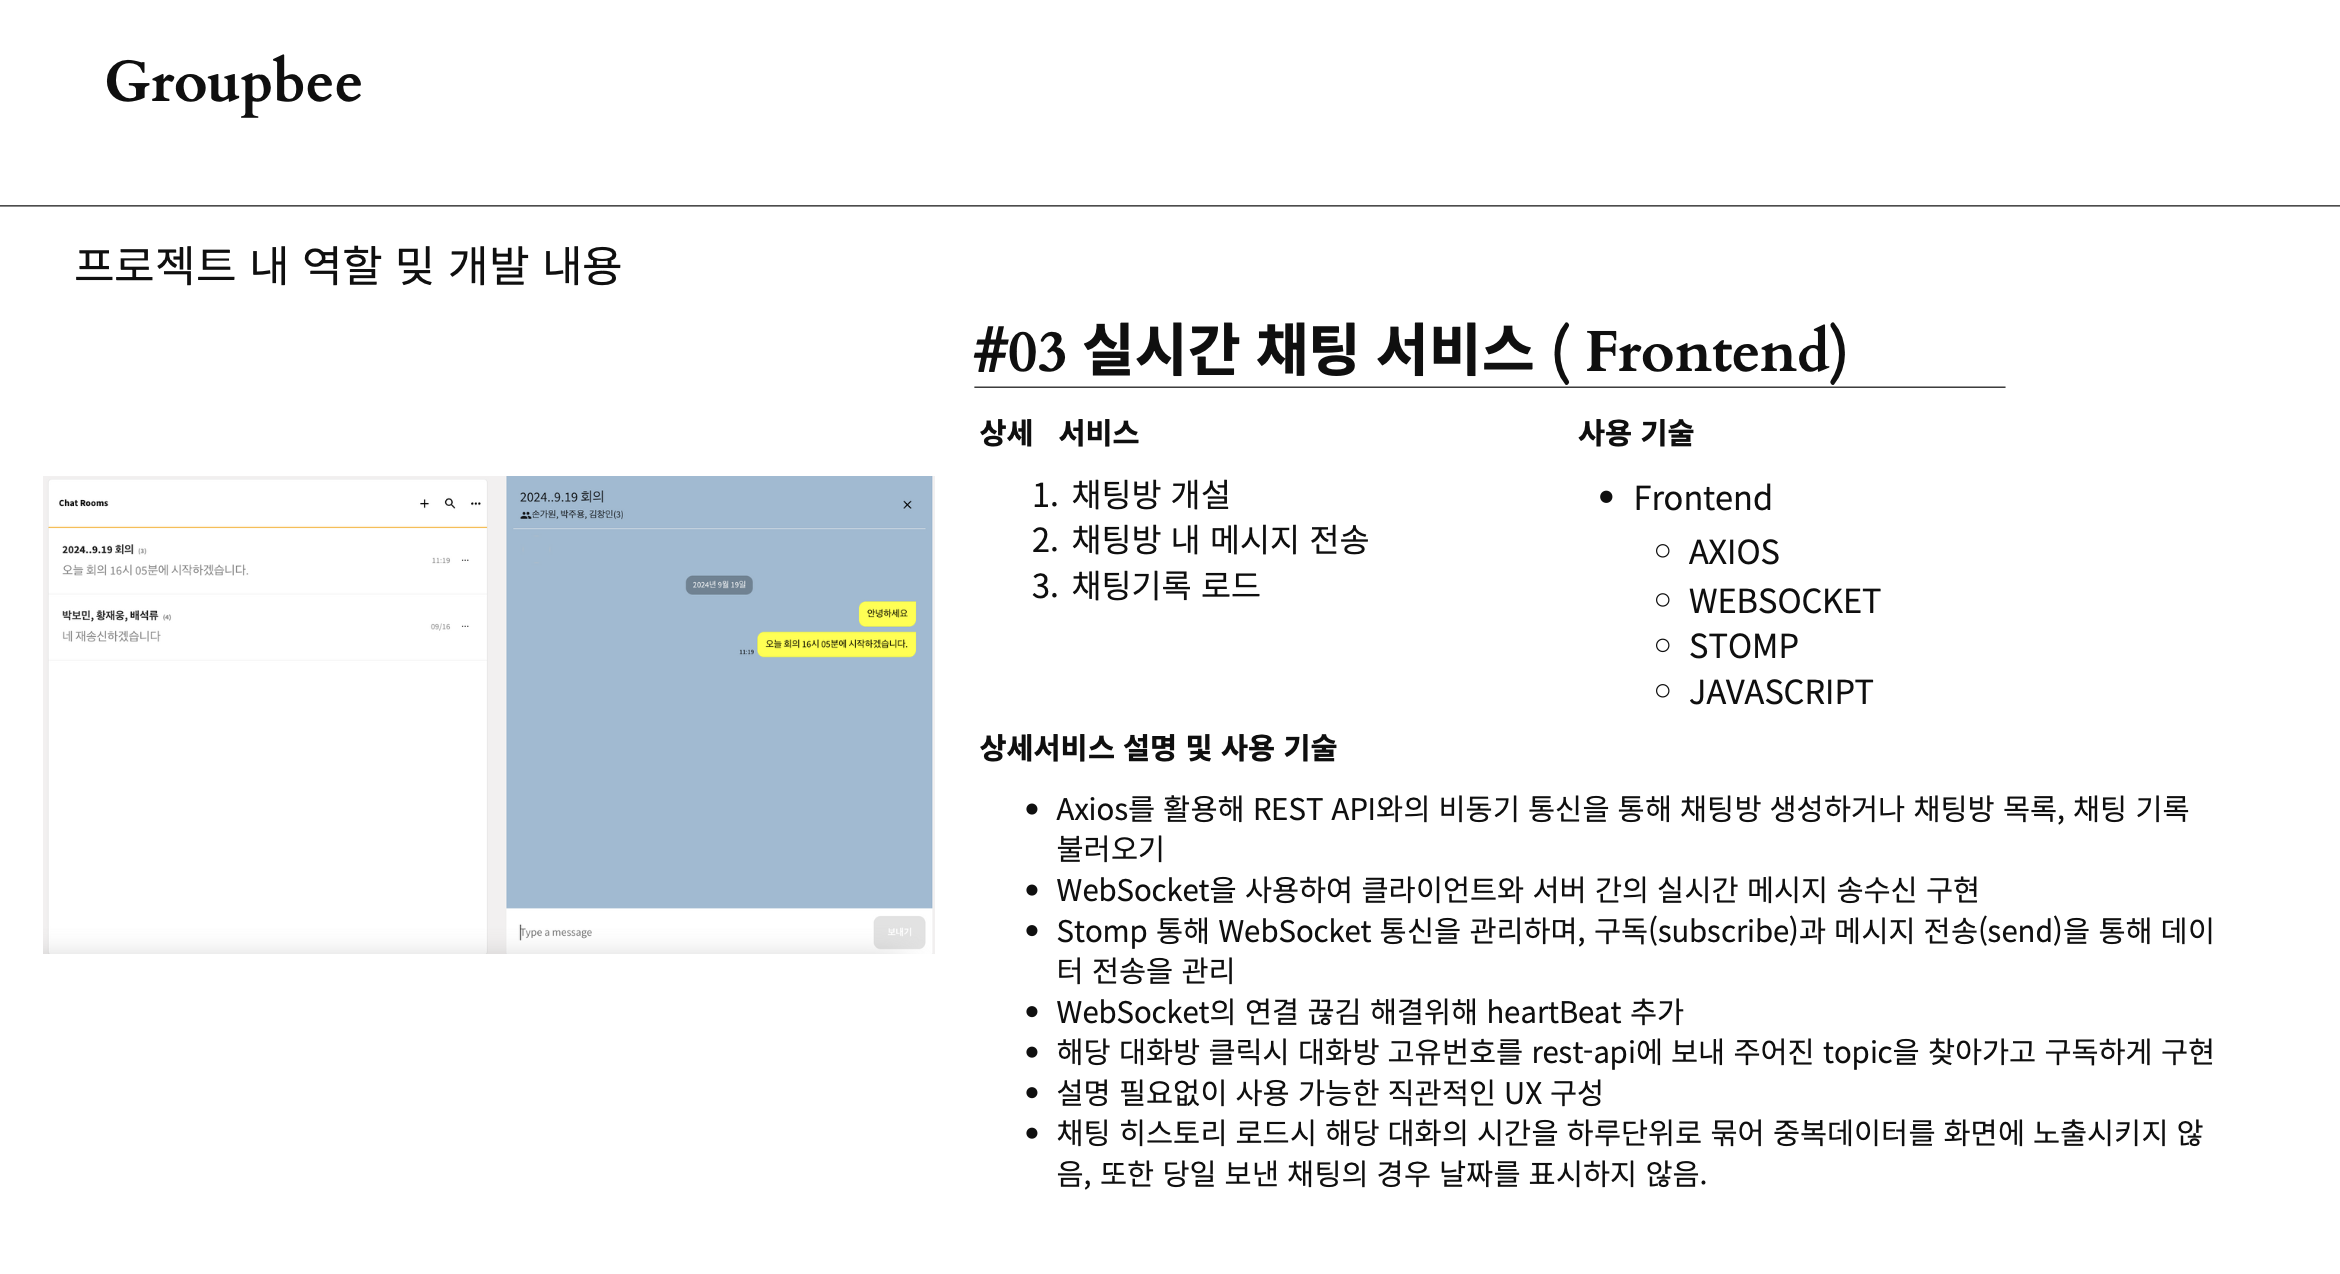 Groupbee
프로젝트 내 역할 및 개발 내용
Chat Rooms
2024..9.19 회의 (3)
오늘 회의 16시 05분에 시작하겠습니다.
11:19
박보민, 황재웅, 배석류 (4)
네 재송신하겠습니다
09/16
2024..9.19 회의
손가원, 박주용, 김창인(3)
2024년 9월 19일
안녕하세요
오늘 회의 16시 05분에 시작하겠습니다.
11:19
Type a message
보내기
#03 실시간 채팅 서비스 ( Frontend)
상세 서비스
1. 채팅방 개설
2. 채팅방 내 메시지 전송
3. 채팅기록 로드
사용 기술
• Frontend
○ AXIOS
○ WEBSOCKET
○ STOMP
○ JAVASCRIPT
상세서비스 설명 및 사용 기술
• Axios를 활용해 REST API와의 비동기 통신을 통해 채팅방 생성하거나 채팅방 목록, 채팅 기록
불러오기
• WebSocket을 사용하여 클라이언트와 서버 간의 실시간 메시지 송수신 구현
• Stomp 통해 WebSocket 통신을 관리하며, 구독(subscribe)과 메시지 전송(send)을 통해 데이
터 전송을 관리
• WebSocket의 연결 끊김 해결위해 heartBeat 추가
• 해당 대화방 클릭시 대화방 고유번호를 rest-api에 보내 주어진 topic을 찾아가고 구독하게 구현
• 설명 필요없이 사용 가능한 직관적인 UX 구성
• 채팅 히스토리 로드시 해당 대화의 시간을 하루단위로 묶어 중복데이터를 화면에 노출시키지 않
음, 또한 당일 보낸 채팅의 경우 날짜를 표시하지 않음.